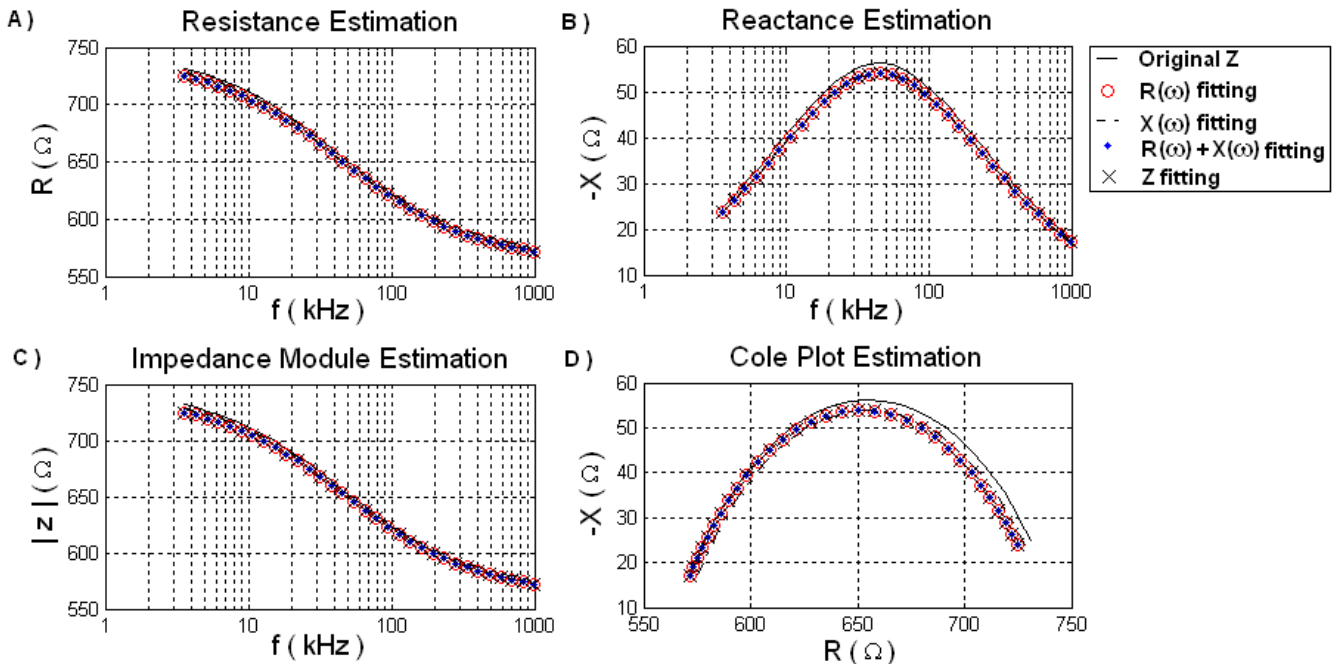 A) Resistance Estimation
750
700
650
600
550
R (Ω)
1 10 100 1000
f (kHz)
B) Reactance Estimation
60
50
40
30
20
10
-X (Ω)
1 10 100 1000
f (kHz)
Original Z
R(ω) fitting
X(ω) fitting
R(ω) + X(ω) fitting
Z fitting
C) Impedance Module Estimation
750
700
650
600
550
|z| (Ω)
1 10 100 1000
f (kHz)
D) Cole Plot Estimation
60
50
40
30
20
10
-X (Ω)
550 600 650 700 750
R (Ω)